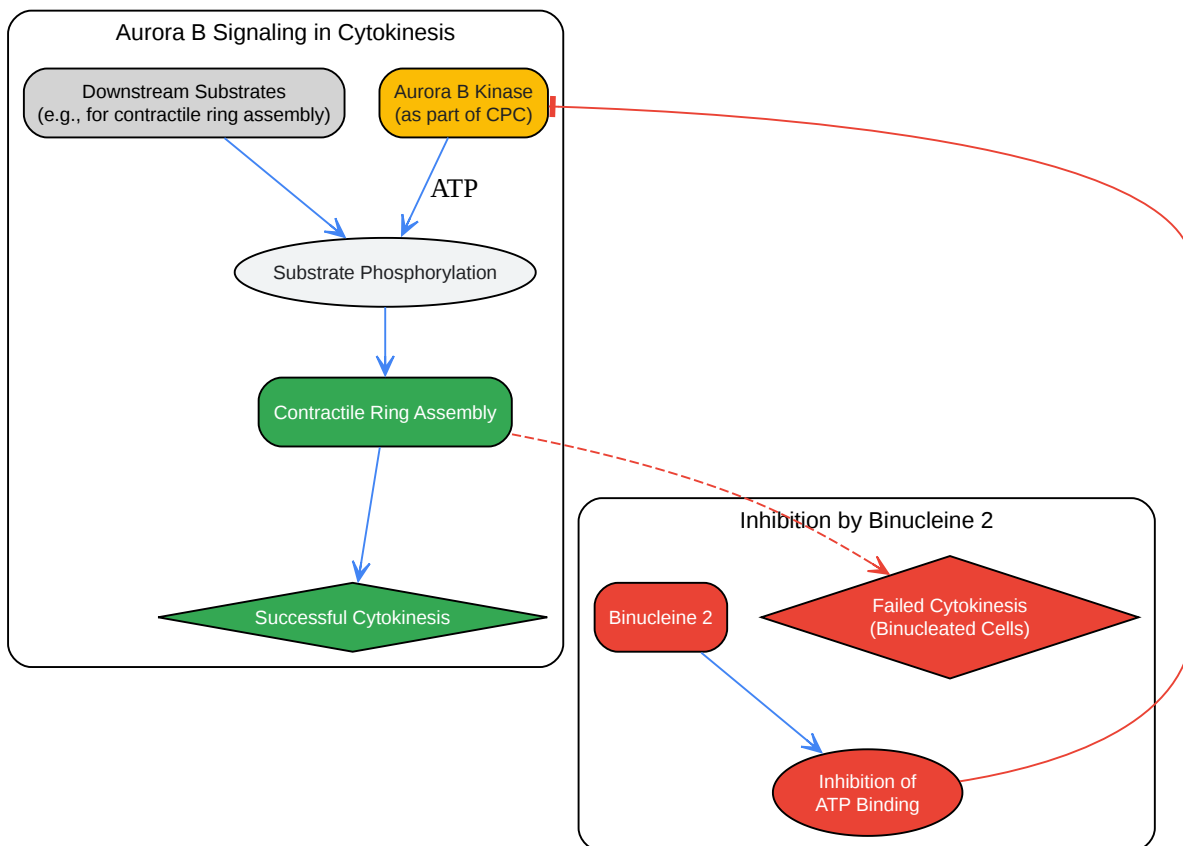 Aurora B Signaling in Cytokinesis
Downstream Substrates
(e.g., for contractile ring assembly)
Aurora B Kinase
(as part of CPC)
ATP
Substrate Phosphorylation
Contractile Ring Assembly
Successful Cytokinesis
Inhibition by Binucleine 2
Binucleine 2
Failed Cytokinesis
(Binucleated Cells)
Inhibition of
ATP Binding